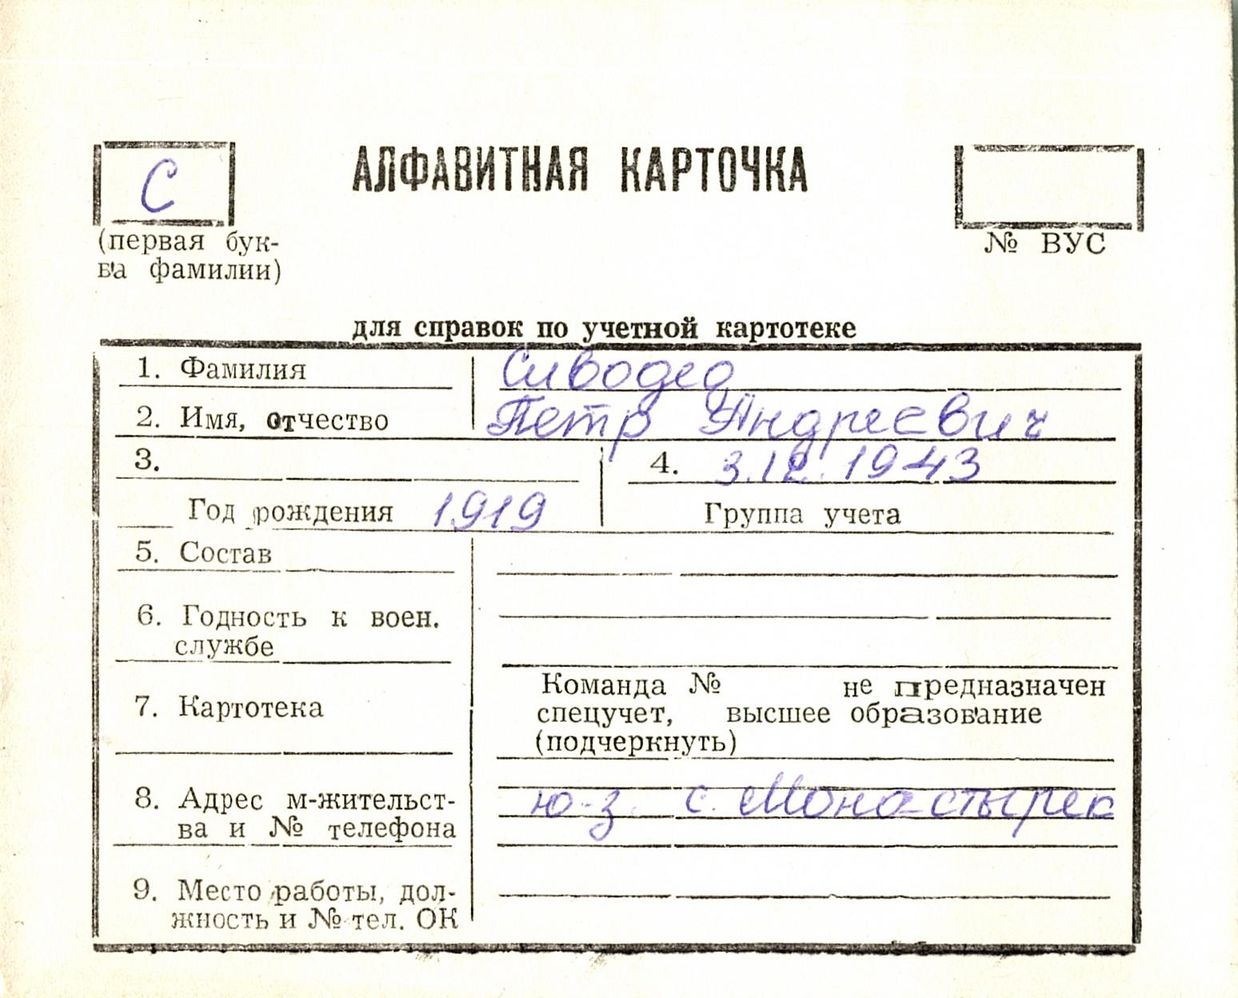 С
АЛФАВИТНАЯ КАРТОЧКА
(первая бук-
ва фамилии)
№ ВУС
для справок по учетной картотеке
1. Фамилия Сиводед
2. Имя, отчество Петр Андреевич
3. 4. 3.12.1943
Год рождения 1919 Группа учета
5. Состав
6. Годность к воен.
службе
7. Картотека
Команда № не предназначен
спецучет, высшее образование
(подчеркнуть)
8. Адрес м-жительст-
ва и № телефона
ю-з. с. Монастырек
9. Место работы, дол-
жность и № тел. ОК